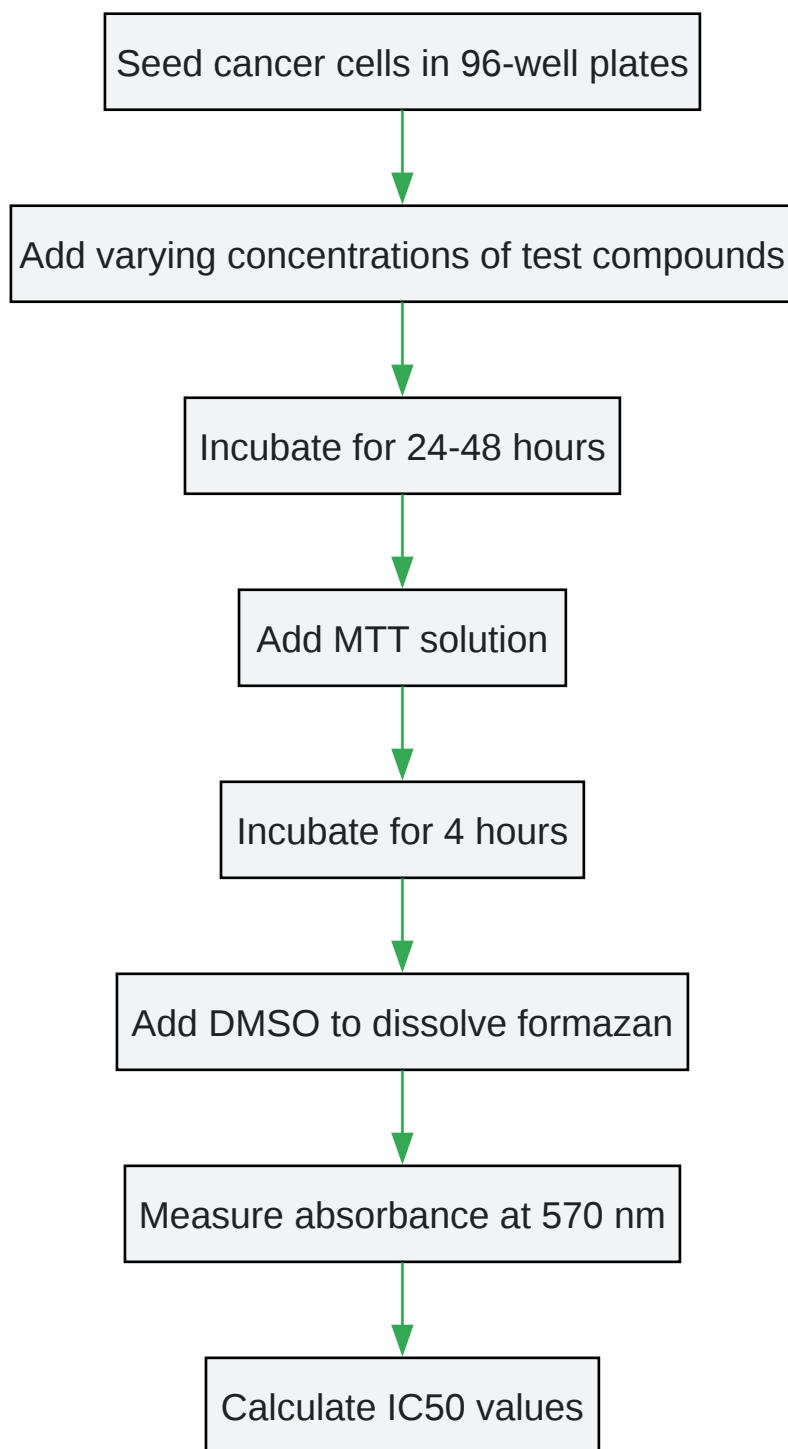 Seed cancer cells in 96-well plates
Add varying concentrations of test compounds
Incubate for 24-48 hours
Add MTT solution
Incubate for 4 hours
Add DMSO to dissolve formazan
Measure absorbance at 570 nm
Calculate IC50 values